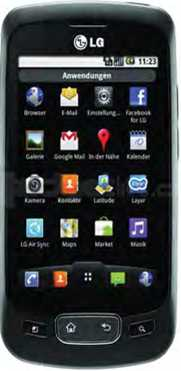 LG
11:23
Anwendungen
Browser E-Mail Einstellung... Facebook
for LG
Galerie Google Mail In der Nähe Kalender
Kamera Kontakte Latitude Layar
LG Air Sync Maps Market Musik